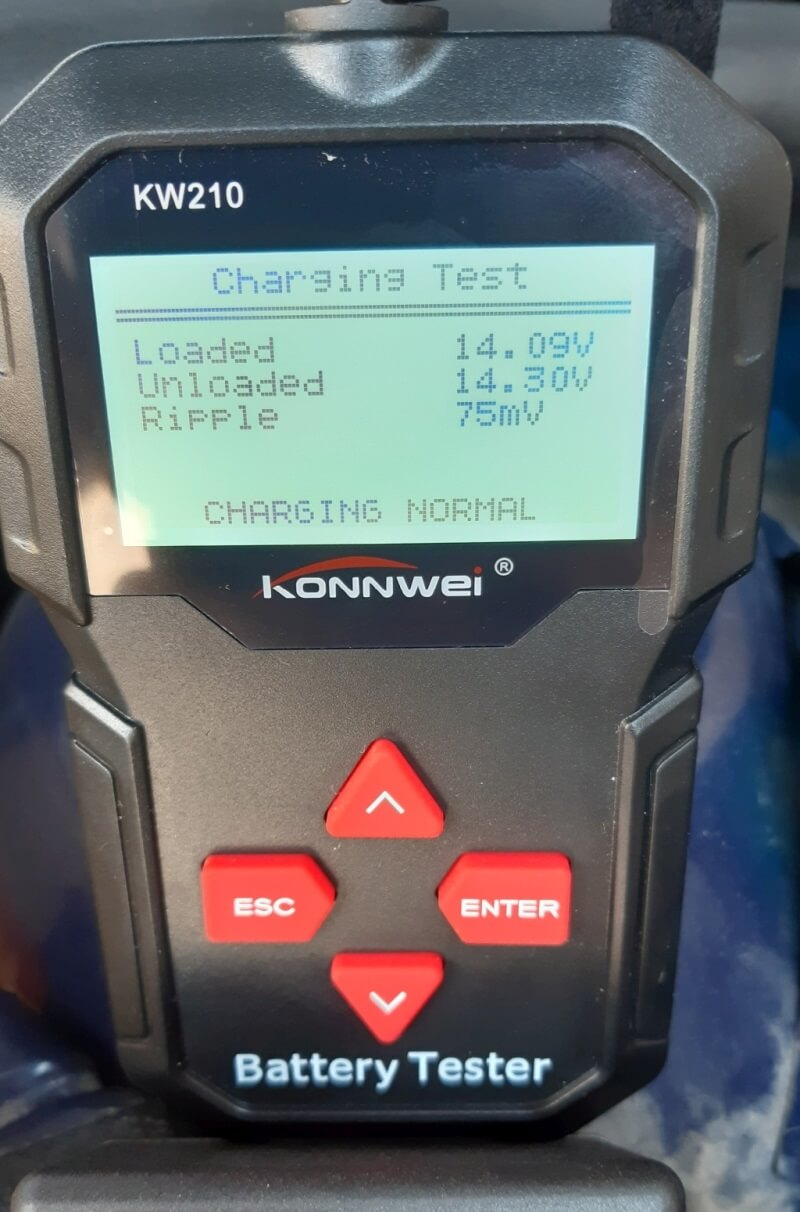 KW210
Charging Test
Loaded 14.09V
Unloaded 14.30V
Ripple 75mV
CHARGING NORMAL
KONNWEI ®
ESC
ENTER
Battery Tester